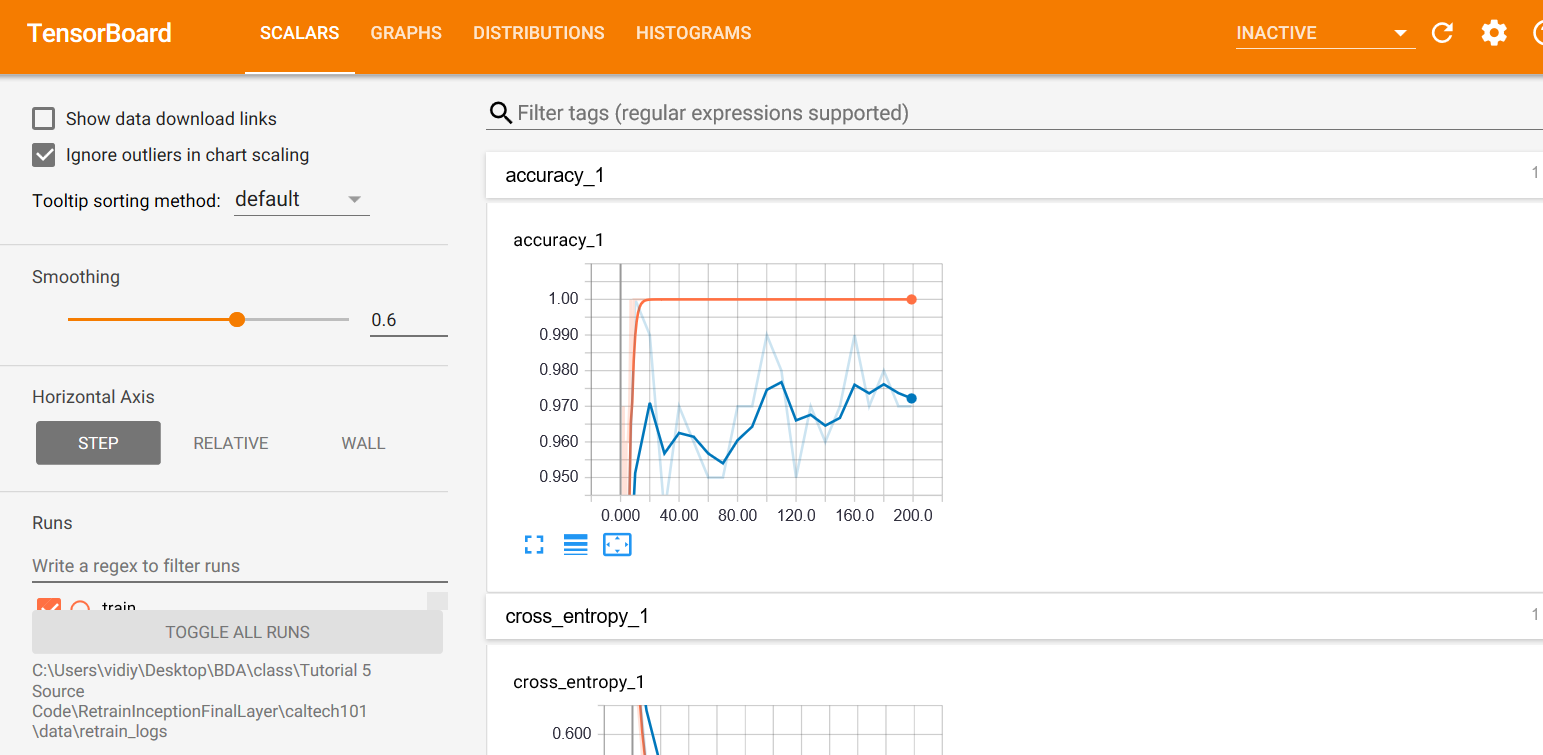 TensorBoard SCALARS GRAPHS DISTRIBUTIONS HISTOGRAMS INACTIVE
Show data download links
Ignore outliers in chart scaling
Tooltip sorting method: default
Smoothing
0.6
Horizontal Axis
STEP RELATIVE WALL
Runs
Write a regex to filter runs
train
TOGGLE ALL RUNS
C:\Users\vidiy\Desktop\BDA\class\Tutorial 5
Source
Code\RetrainInceptionFinalLayer\caltech101
\data\retrain_logs
Filter tags (regular expressions supported)
accuracy_1 1
accuracy_1
1.00
0.990
0.980
0.970
0.960
0.950
0.000 40.00 80.00 120.0 160.0 200.0
cross_entropy_1 1
cross_entropy_1
0.600